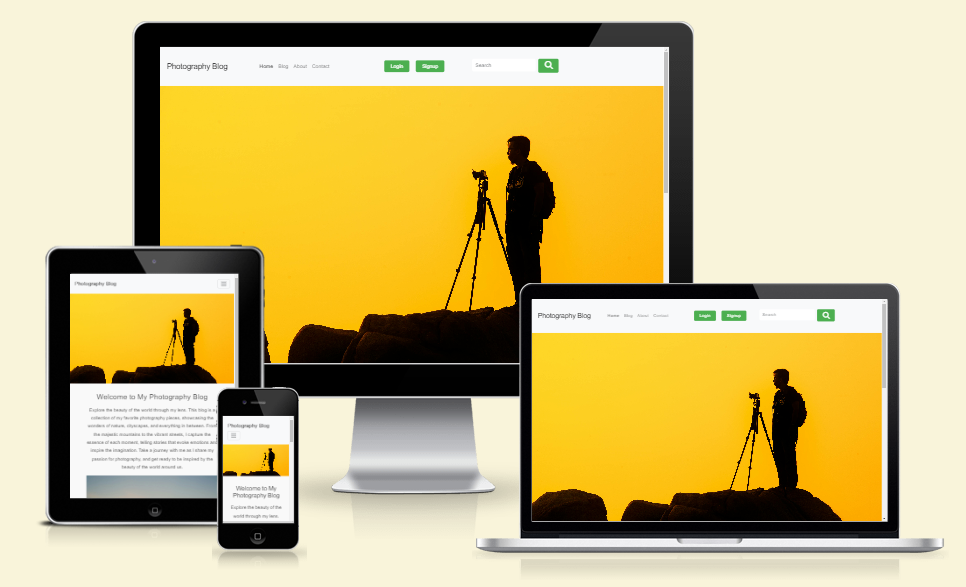 Photography Blog
Home Blog About Contact
Login Signup
Search
Photography Blog
Welcome to My Photography Blog
Explore the beauty of the world through my lens. This blog is a
collection of my favorite photography pieces, showcasing the
wonders of nature, cityscapes, and everything in between. From
the majestic mountains to the vibrant streets, I capture the
essence of each moment, telling stories that evoke emotions and
inspire the imagination. Take a journey with me as I share my
passion for photography, and get ready to be inspired by the
beauty of the world around us.
Photography Blog
Welcome to My
Photography Blog
Explore the beauty of the
world through my lens.
Photography Blog
Home Blog About Contact
Login Signup
Search